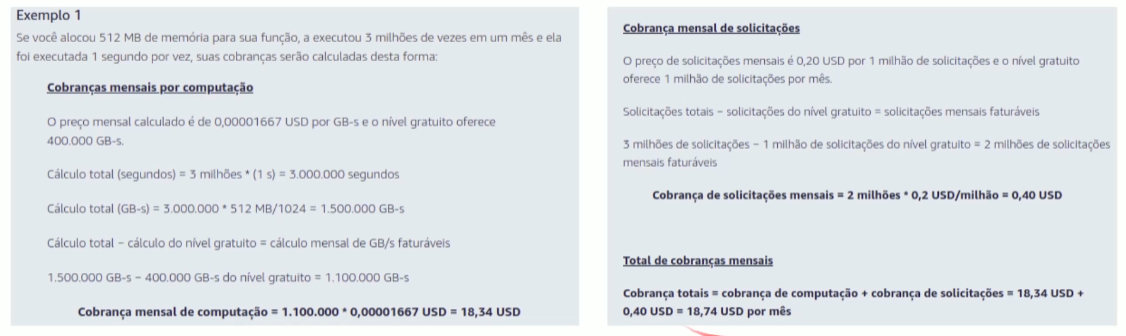 Exemplo 1
Se você alocou 512 MB de memória para sua função, a executou 3 milhões de vezes em um mês e ela
foi executada 1 segundo por vez, suas cobranças serão calculadas desta forma:
Cobranças mensais por computação
O preço mensal calculado é de 0,00001667 USD por GB-s e o nível gratuito oferece
400.000 GB-s.
Cálculo total (segundos) = 3 milhões * (1 s) = 3.000.000 segundos
Cálculo total (GB-s) = 3.000.000 * 512 MB/1024 = 1.500.000 GB-s
Cálculo total – cálculo do nível gratuito = cálculo mensal de GB/s faturáveis
1.500.000 GB-s – 400.000 GB-s do nível gratuito = 1.100.000 GB-s
Cobrança mensal de computação = 1.100.000 * 0,00001667 USD = 18,34 USD
Cobrança mensal de solicitações
O preço de solicitações mensais é 0,20 USD por 1 milhão de solicitações e o nível gratuito
oferece 1 milhão de solicitações por mês.
Solicitações totais – solicitações do nível gratuito = solicitações mensais faturáveis
3 milhões de solicitações – 1 milhão de solicitações do nível gratuito = 2 milhões de solicitações
mensais faturáveis
Cobrança de solicitações mensais = 2 milhões * 0,2 USD/milhão = 0,40 USD
Total de cobranças mensais
Cobrança totais = cobrança de computação + cobrança de solicitações = 18,34 USD +
0,40 USD = 18,74 USD por mês